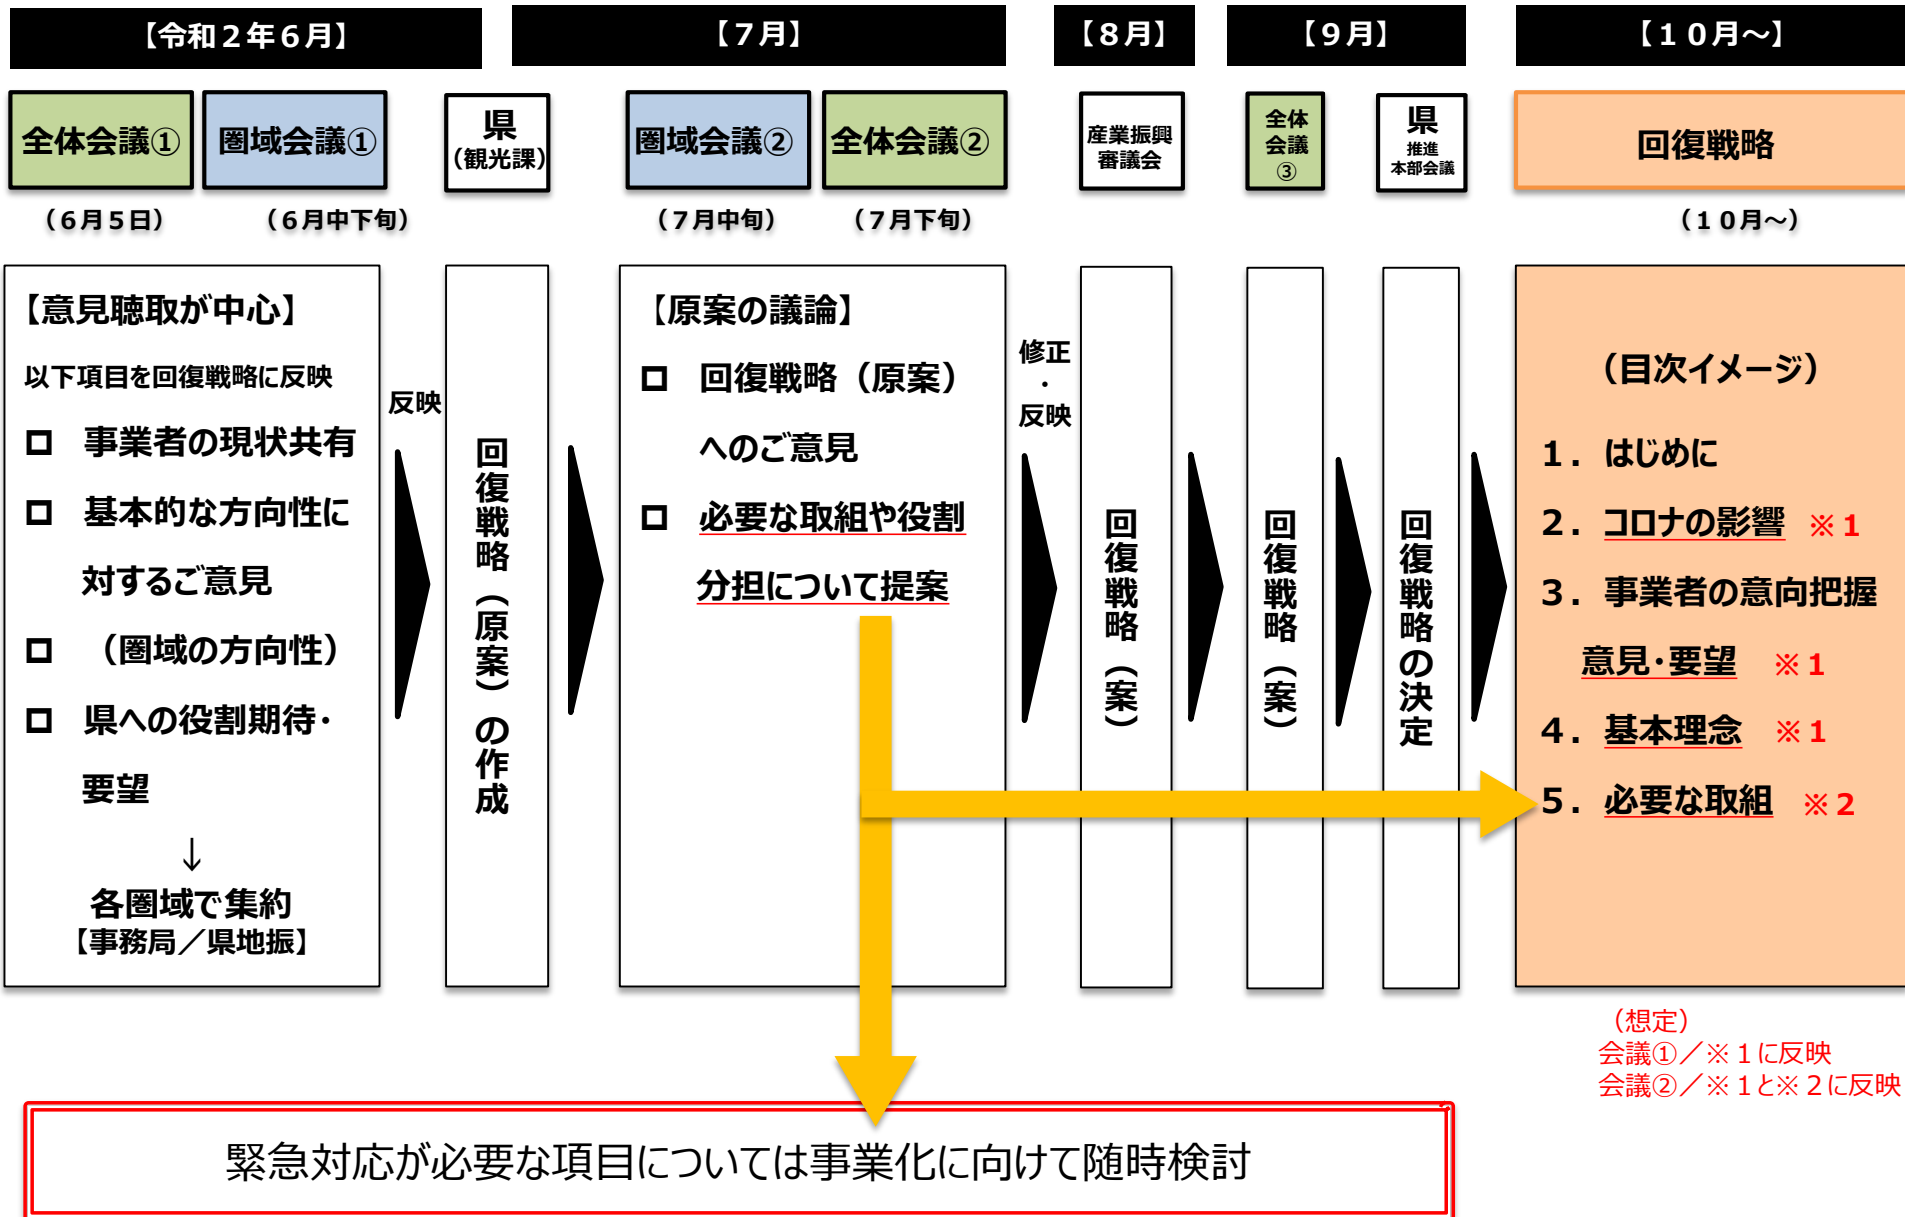 【令和２年６月】
【７月】
【８月】
【９月】
【１０月～】
全体会議①
圏域会議①
県
（観光課）
圏域会議②
全体会議②
産業振興
審議会
全体
会議
③
県
推進
本部会議
回復戦略
（６月５日）
（６月中下旬）
（７月中旬）
（７月下旬）
（１０月～）
【意見聴取が中心】
以下項目を回復戦略に反映
□ 事業者の現状共有
□ 基本的な方向性に
対するご意見
□ （圏域の方向性）
□ 県への役割期待・
要望
↓
各圏域で集約
【事務局／県地振】
反映
回復戦略（原案）の作成
【原案の議論】
□ 回復戦略（原案）
へのご意見
□ 必要な取組や役割
分担について提案
修正
・
反映
回復戦略（案）
回復戦略（案）
回復戦略の決定
（目次イメージ）
１．はじめに
２．コロナの影響 ※１
３．事業者の意向把握
意見・要望 ※１
４．基本理念 ※１
５．必要な取組 ※２
（想定）
会議①／※１に反映
会議②／※１と※２に反映
緊急対応が必要な項目については事業化に向けて随時検討